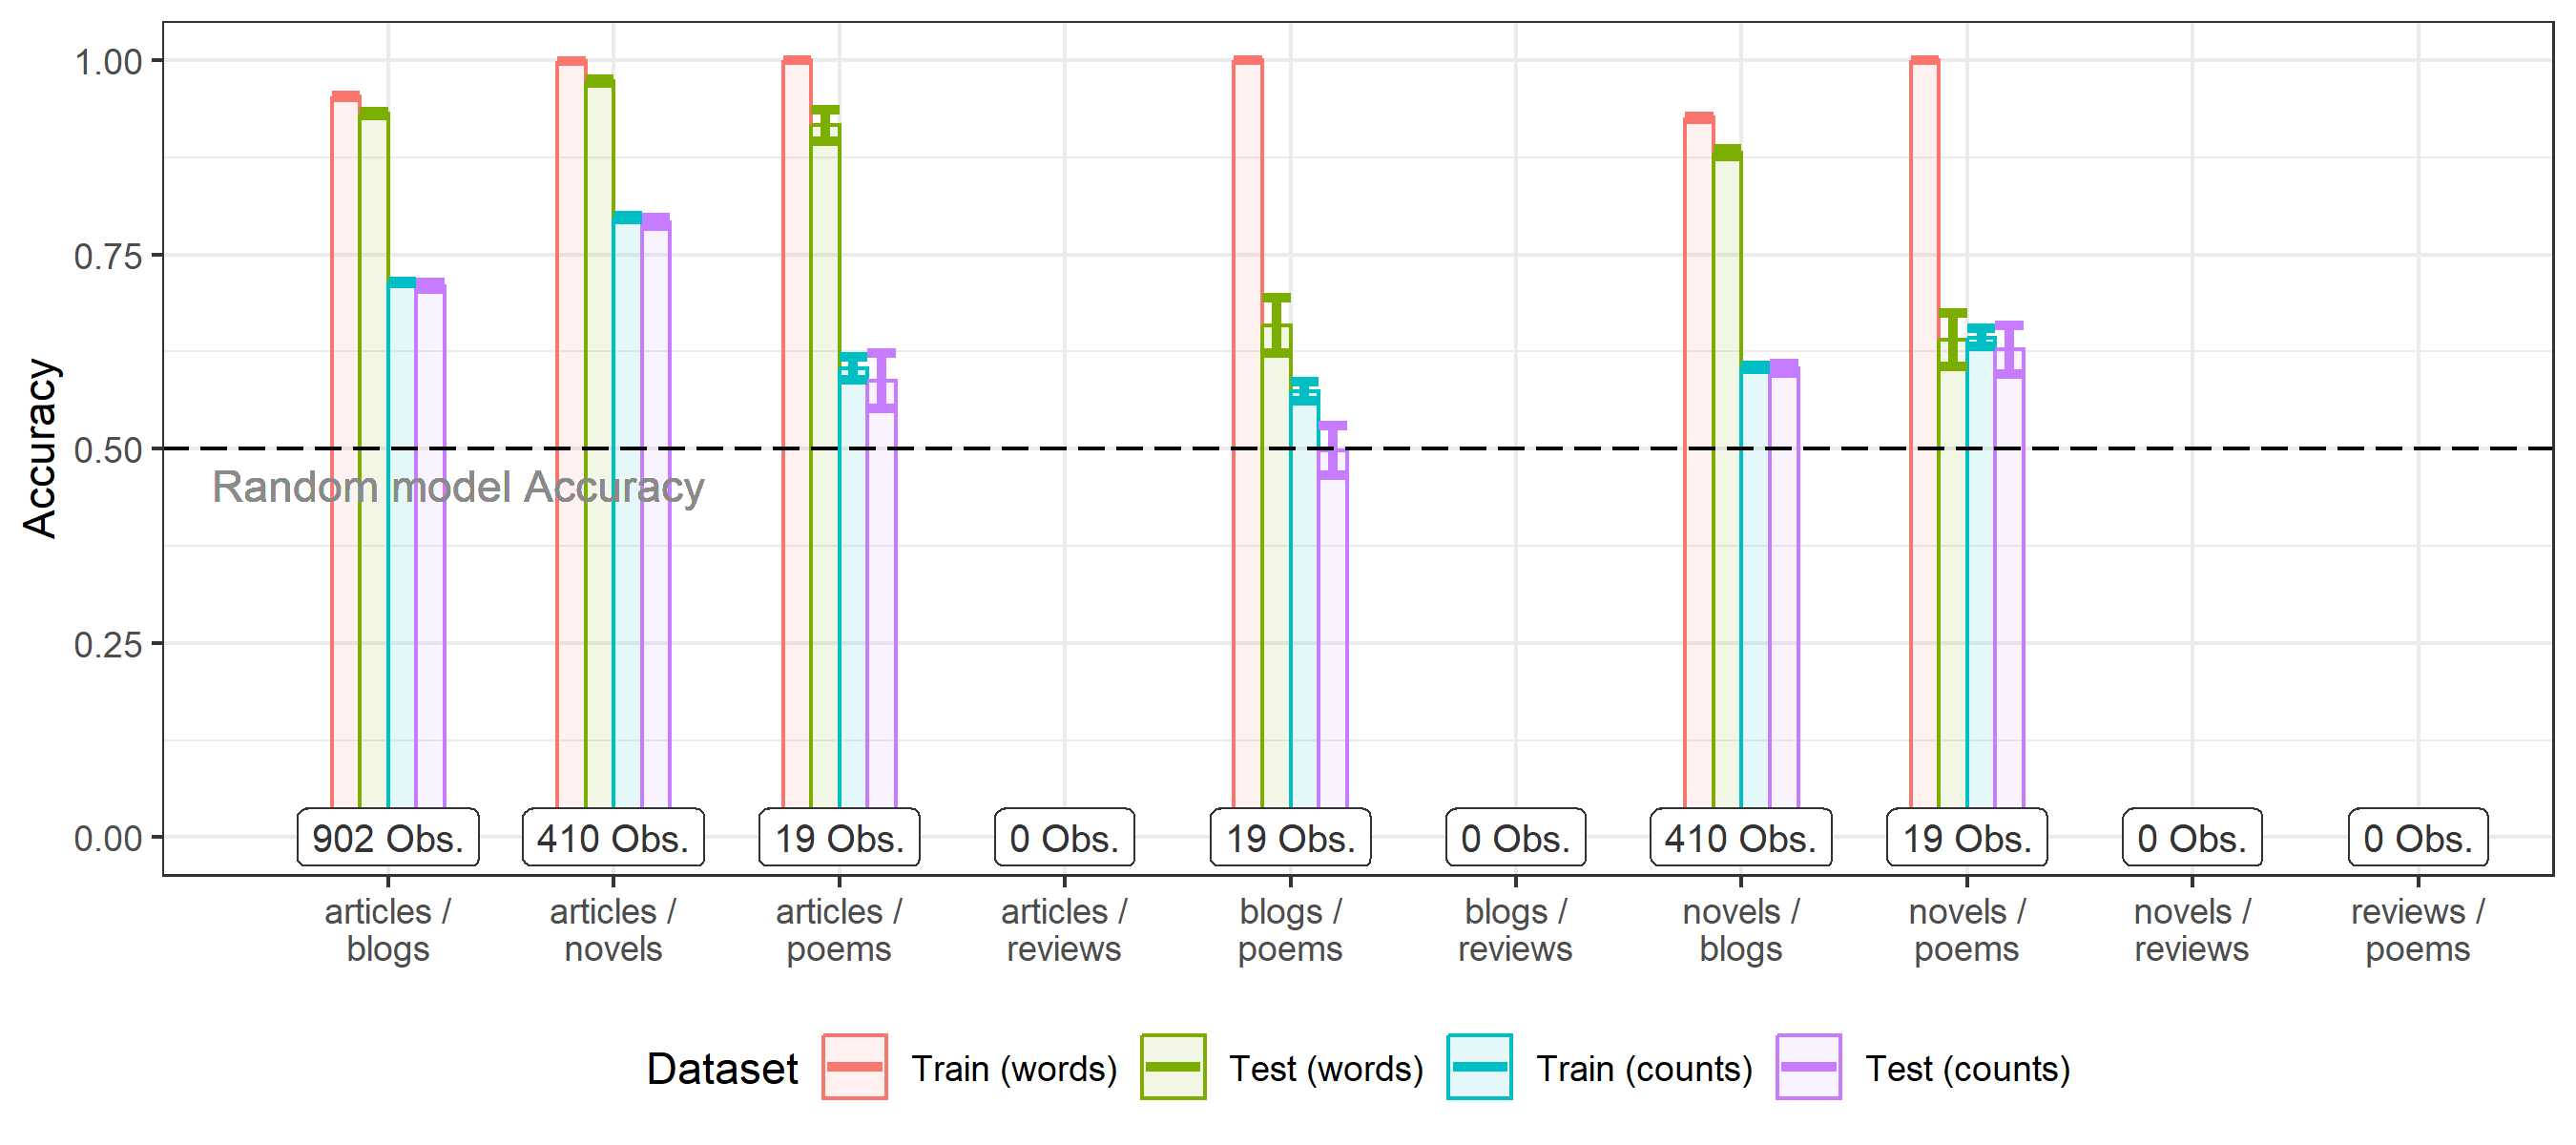 Accuracy
1.00
0.75
0.50
0.25
0.00
Random model Accuracy
902 Obs.
410 Obs.
19 Obs.
0 Obs.
19 Obs.
0 Obs.
410 Obs.
19 Obs.
0 Obs.
0 Obs.
articles /
blogs
articles /
novels
articles /
poems
articles /
reviews
blogs /
poems
blogs /
reviews
novels /
blogs
novels /
poems
novels /
reviews
reviews /
poems
Dataset
Train (words)
Test (words)
Train (counts)
Test (counts)